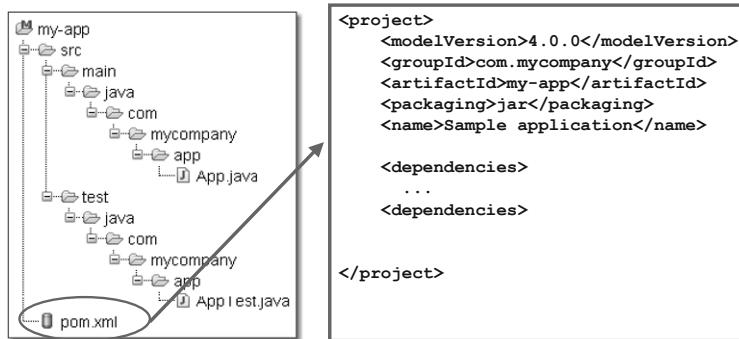 my-app
src
main
java
com
mycompany
app
App.java
test
java
com
mycompany
app
AppTest.java
pom.xml
<project>
<modelVersion>4.0.0</modelVersion>
<groupId>com.mycompany</groupId>
<artifactId>my-app</artifactId>
<packaging>jar</packaging>
<name>Sample application</name>
<dependencies>
...
<dependencies>
</project>